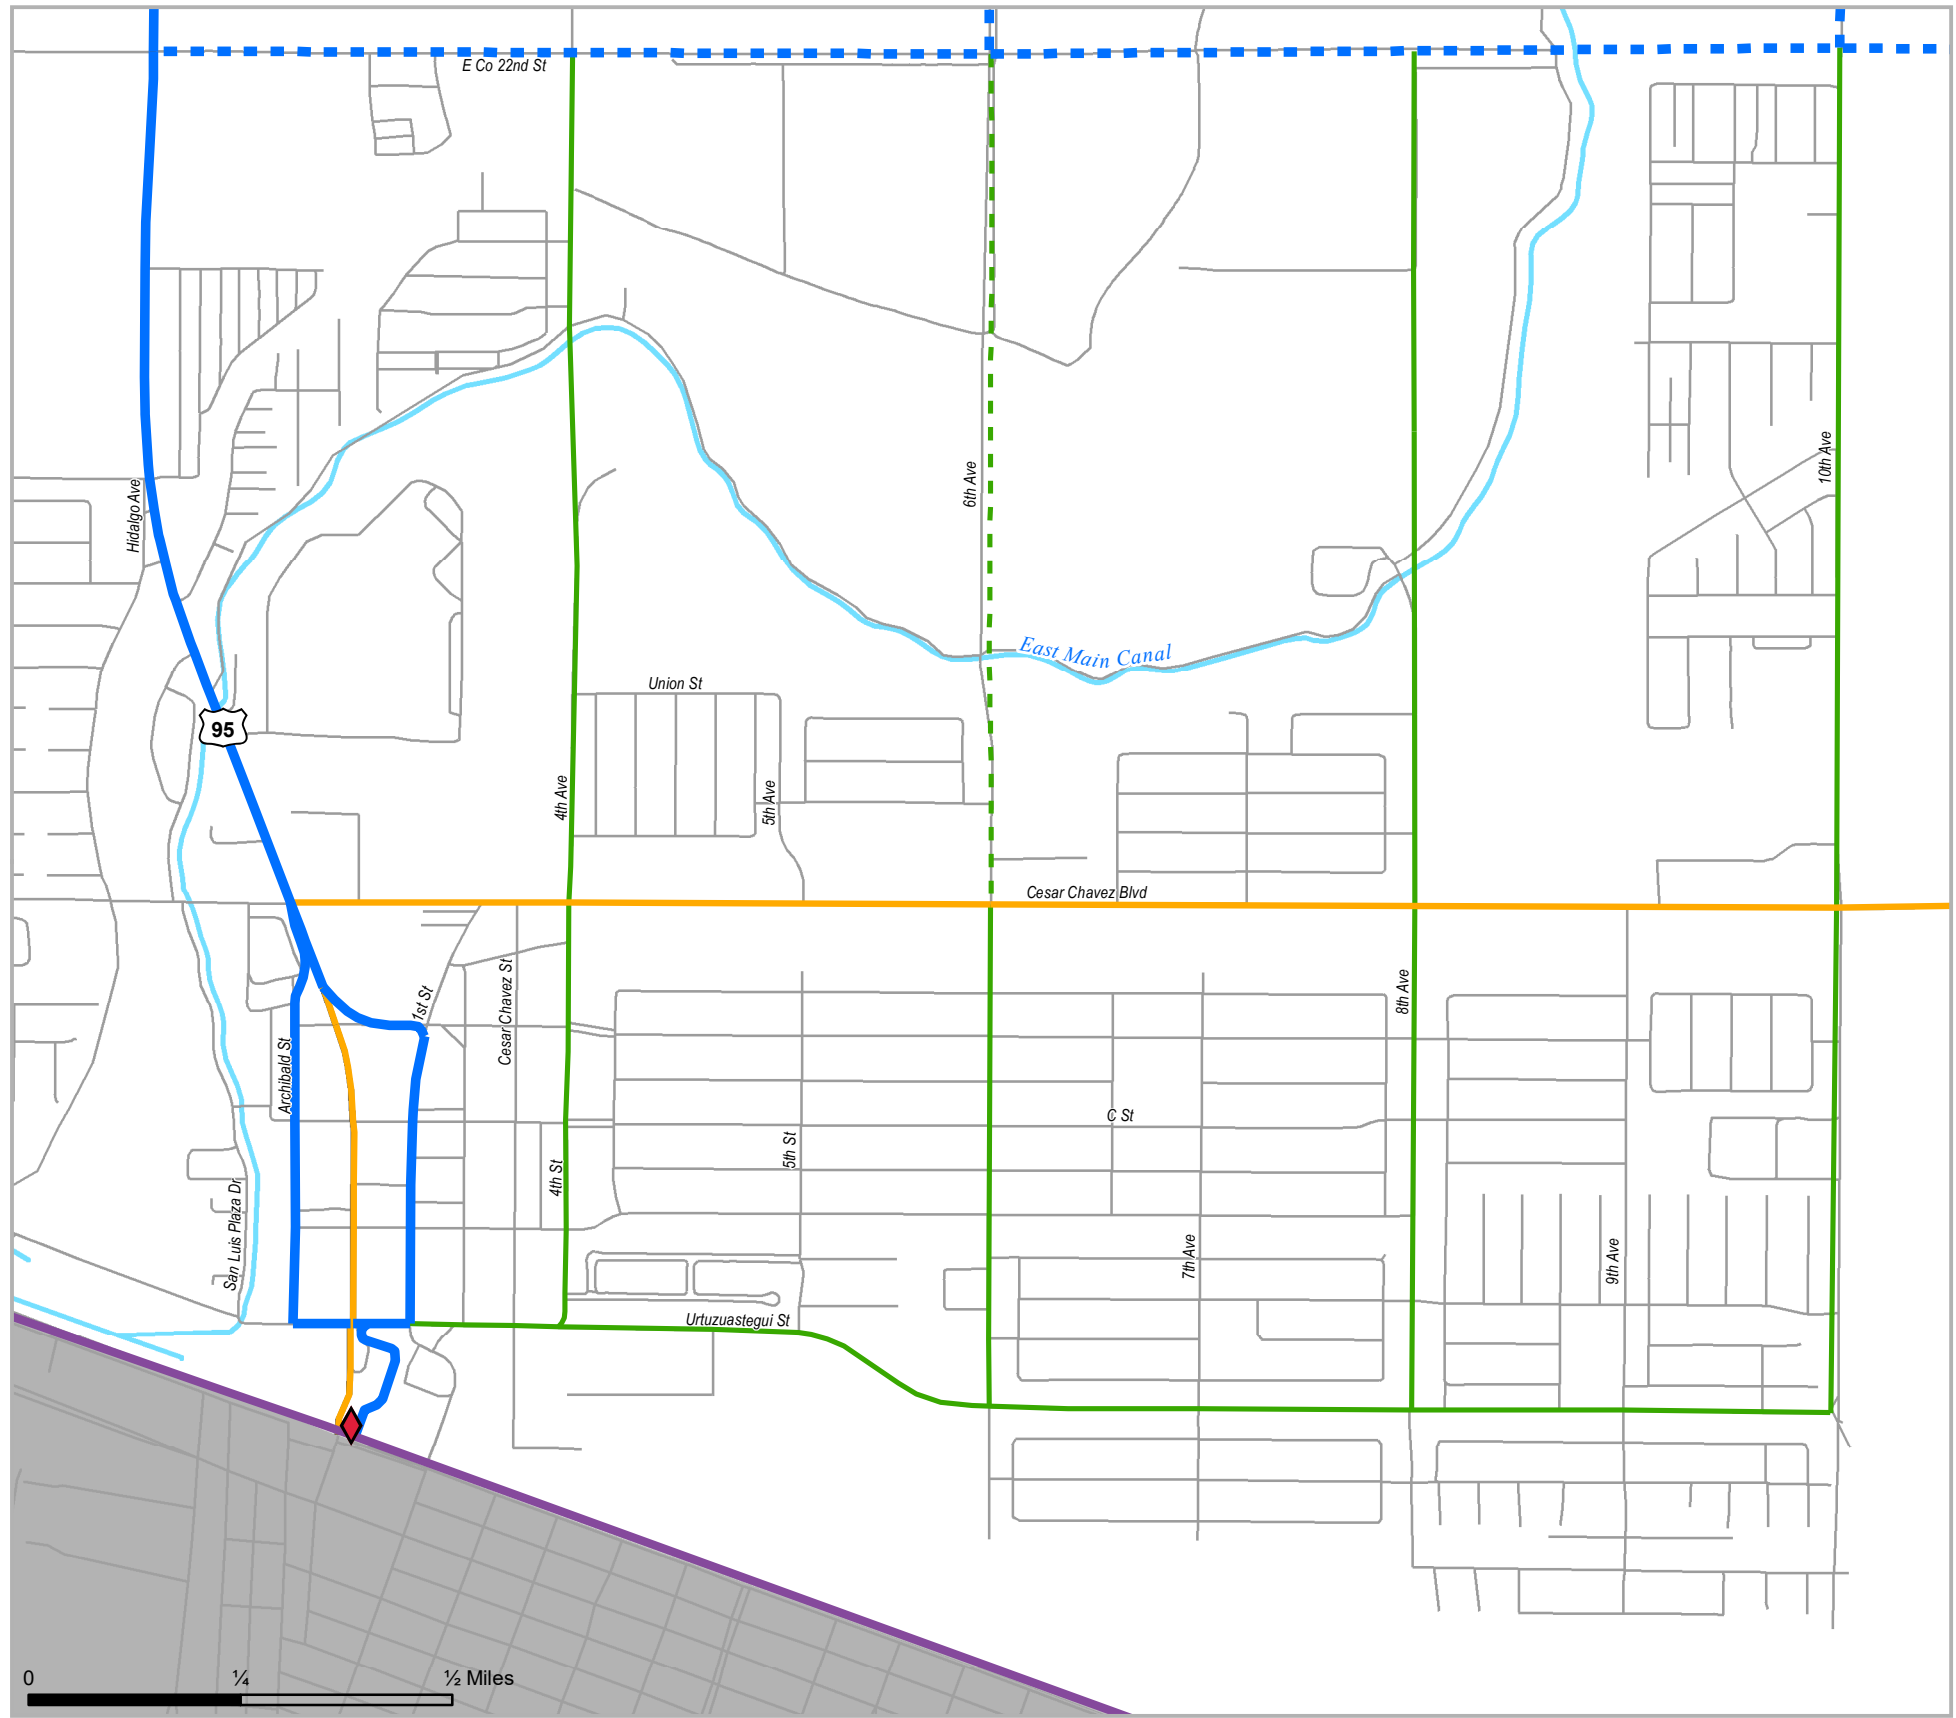 E Co 22nd St
10th Ave
6th Ave
Hidalgo Ave
East Main Canal
Union St
95
4th Ave
5th Ave
Cesar Chavez Blvd
8th Ave
1st St
Cesar Chavez St
Archibald St
C St
5th St
4th St
San Luis Plaza Dr
7th Ave
9th Ave
Urtuzuastegui St
0 ¼ ½ Miles